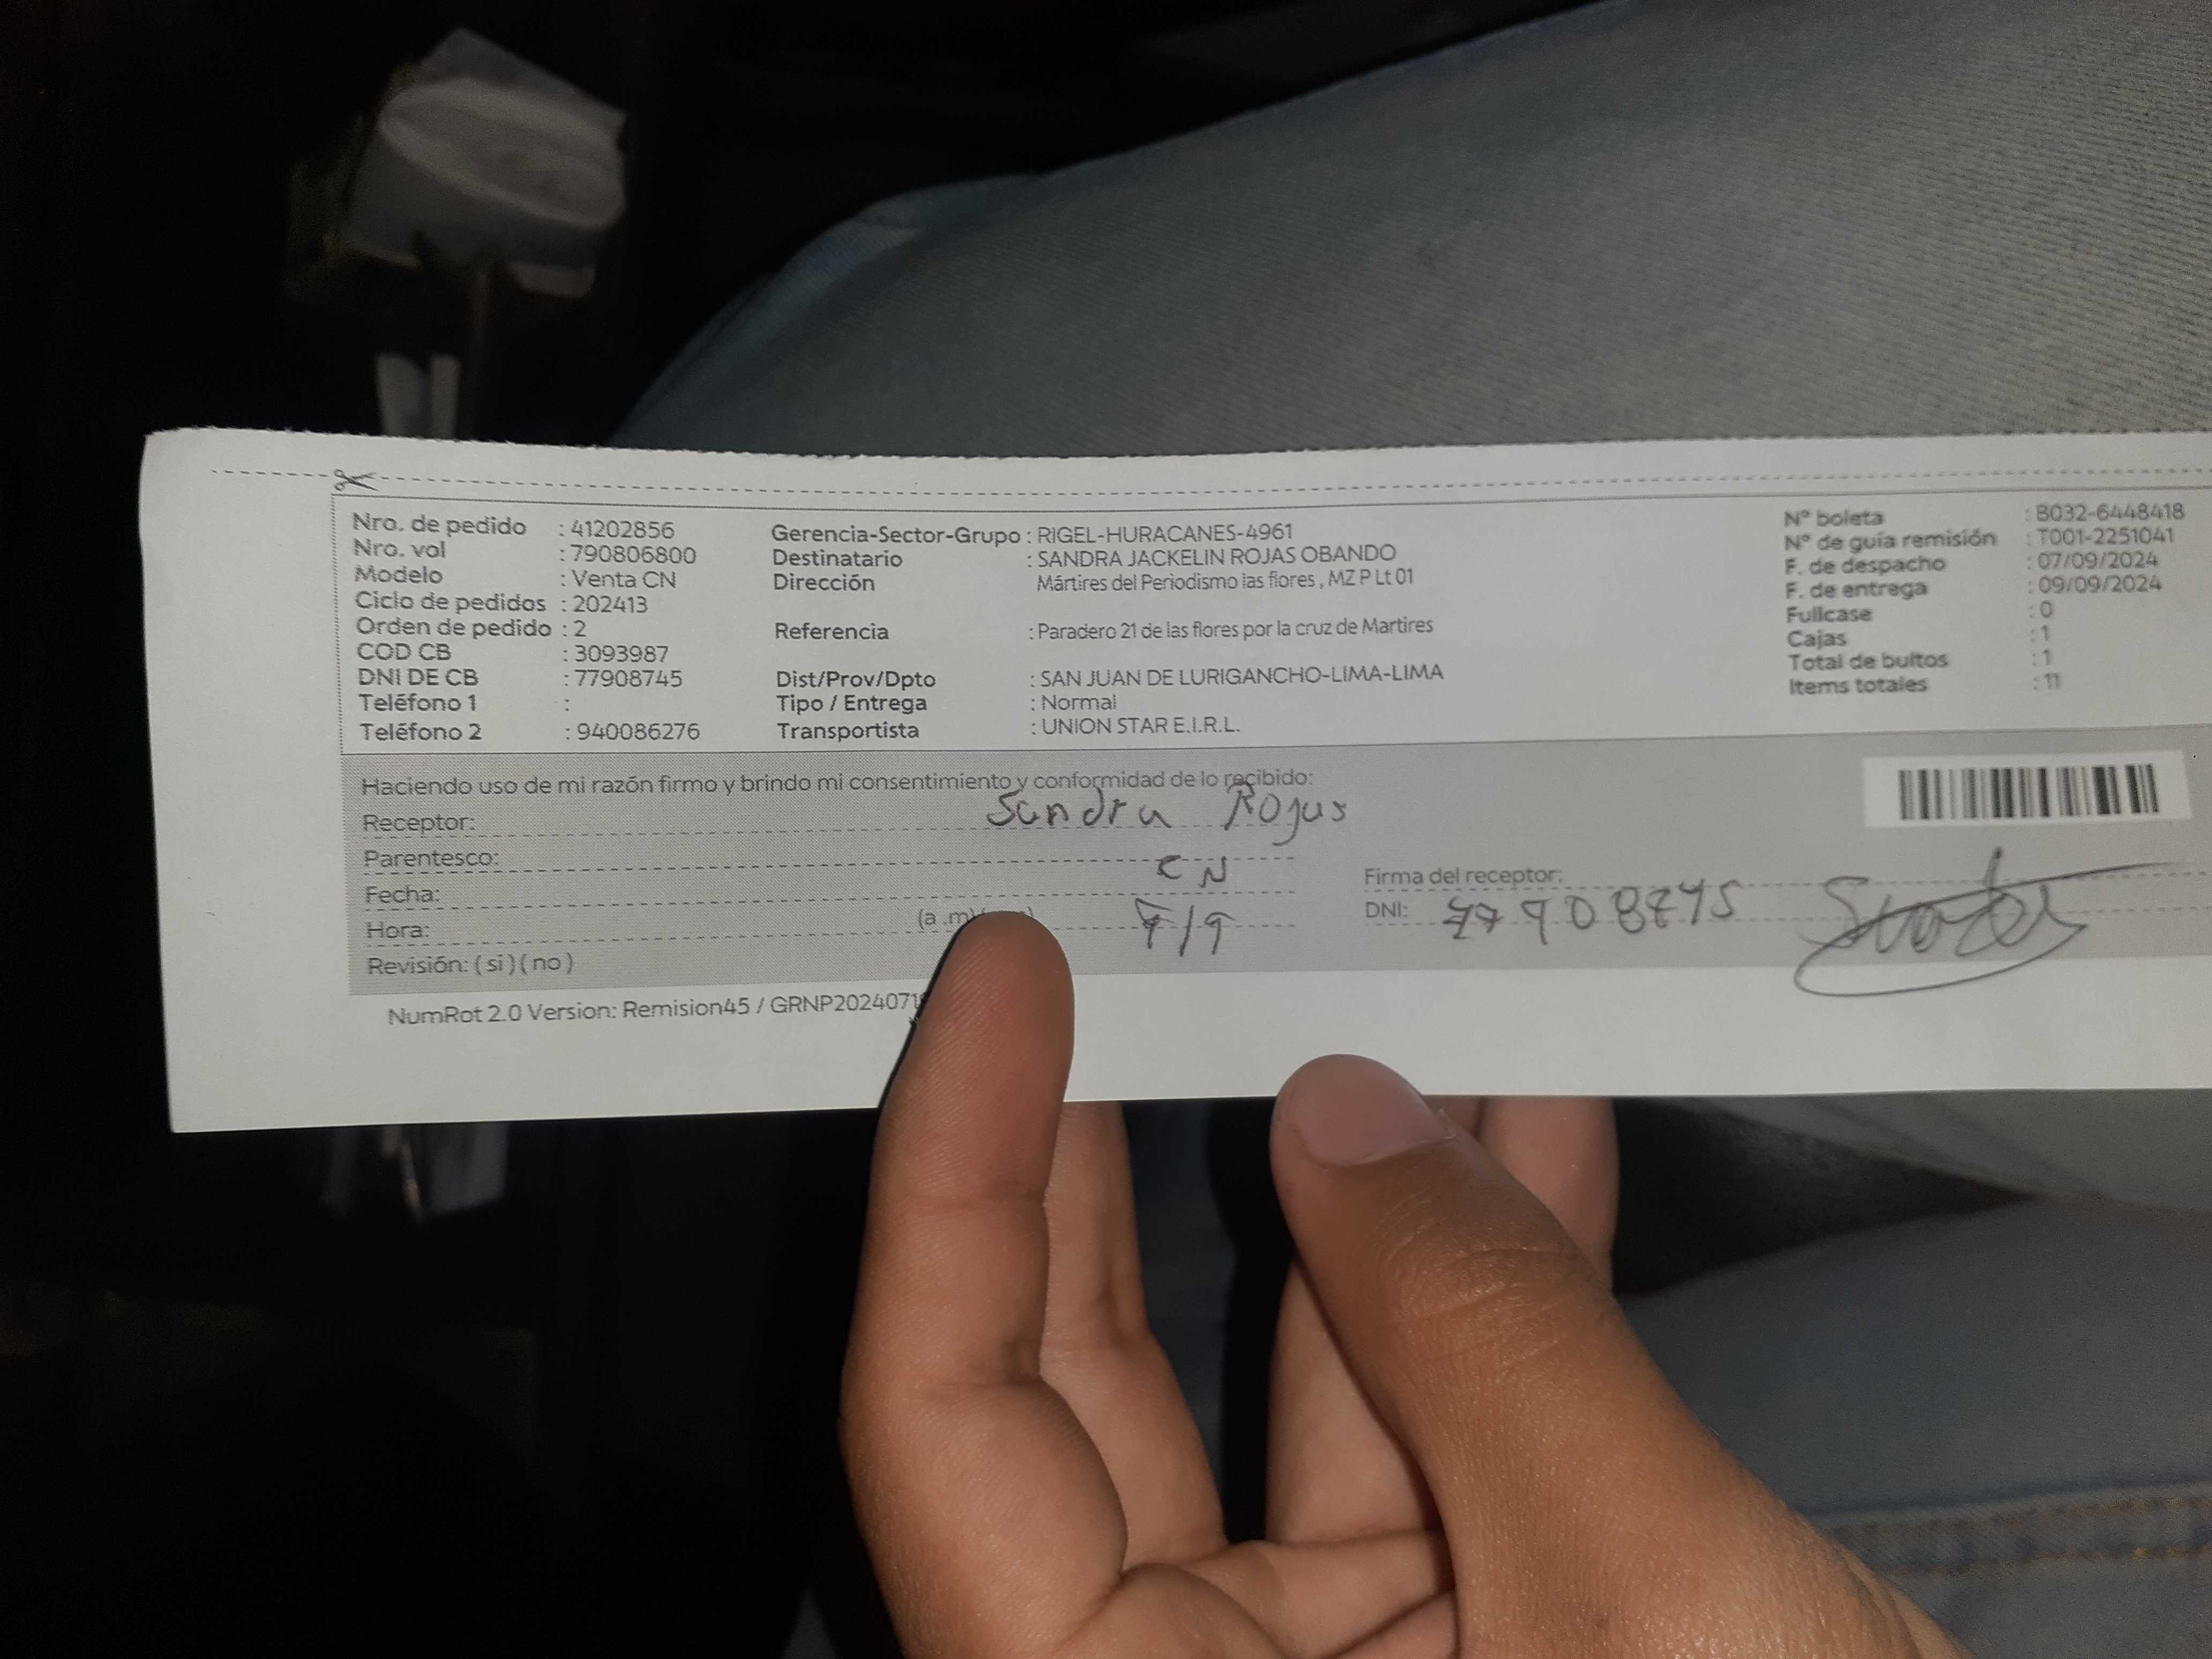 Nro. de pedido : 41202856
Nro. vol : 790806800
Modelo : Venta CN
Ciclo de pedidos : 202413
Orden de pedido : 2
COD CB : 3093987
DNI DE CB : 77908745
Teléfono 1 :
Teléfono 2 : 940086276
Gerencia-Sector-Grupo : RIGEL-HURACANES-4961
Destinatario : SANDRA JACKELIN ROJAS OBANDO
Dirección Mártires del Periodismo las flores , MZ P Lt 01
Referencia : Paradero 21 de las flores por la cruz de Martires
Dist/Prov/Dpto : SAN JUAN DE LURIGANCHO-LIMA-LIMA
Tipo / Entrega : Normal
Transportista : UNION STAR E.I.R.L.
N° boleta : B032-6448418
N° de guía remisión : T001-2251041
F. de despacho : 07/09/2024
F. de entrega : 09/09/2024
Fullcase : 0
Cajas : 1
Total de bultos : 1
Items totales : 11
Haciendo uso de mi razón firmo y brindo mi consentimiento y conformidad de lo recibido:
Receptor: Sandra Rojas
Parentesco: CN
Fecha: 9/9
Hora: (a .m)
Revisión: ( si ) ( no )
Firma del receptor:
DNI: 77908745
NumRot 2.0 Version: Remision45 / GRNP2024071